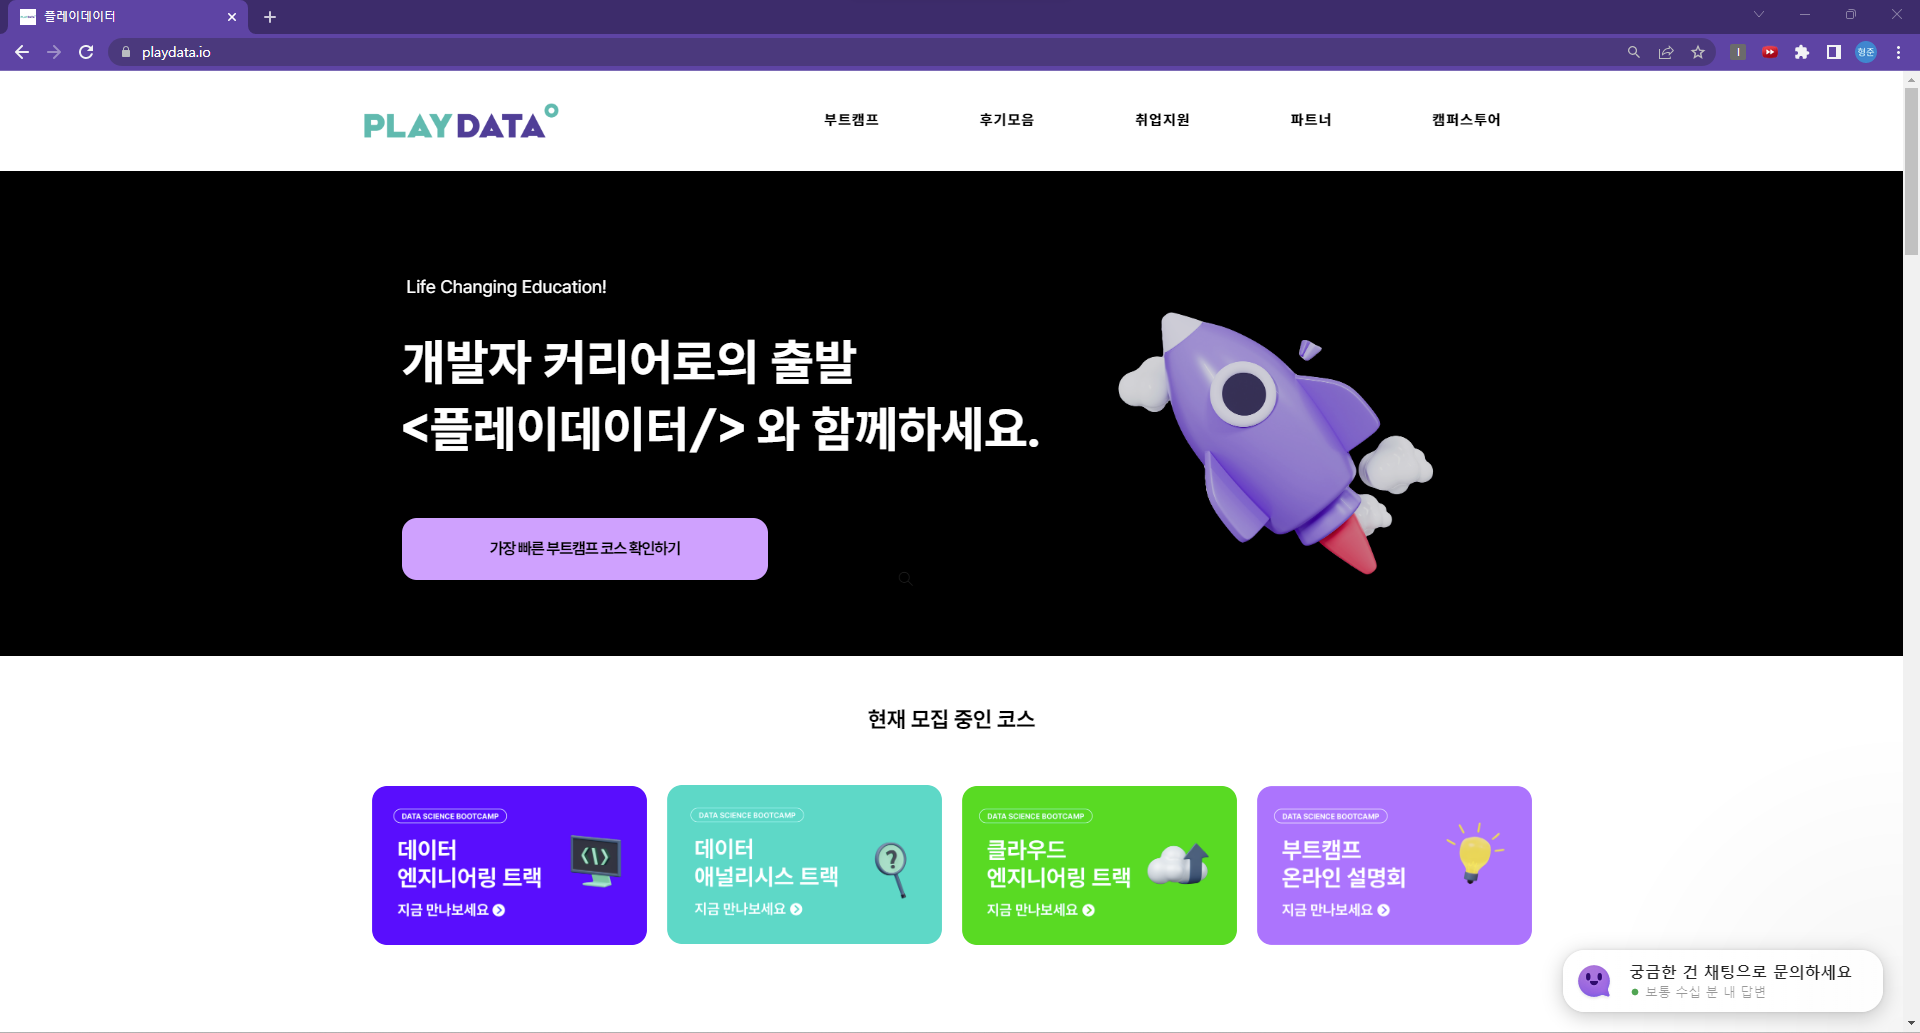 플레이데이터
playdata.io
형준
PLAYDATA
부트캠프
후기모음
취업지원
파트너
캠퍼스투어
Life Changing Education!
개발자 커리어로의 출발
<플레이데이터/> 와 함께하세요.
가장 빠른 부트캠프 코스 확인하기
현재 모집 중인 코스
DATA SCIENCE BOOTCAMP
데이터
엔지니어링 트랙
지금 만나보세요
DATA SCIENCE BOOTCAMP
데이터
애널리시스 트랙
지금 만나보세요
DATA SCIENCE BOOTCAMP
클라우드
엔지니어링 트랙
지금 만나보세요
DATA SCIENCE BOOTCAMP
부트캠프
온라인 설명회
지금 만나보세요
궁금한 건 채팅으로 문의하세요
보통 수십 분 내 답변